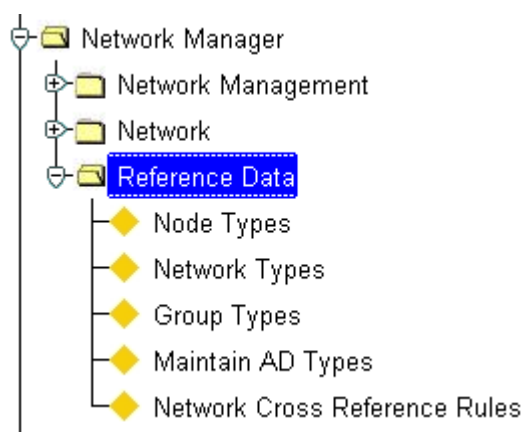 Network Manager
Network Management
Network
Reference Data
Node Types
Network Types
Group Types
Maintain AD Types
Network Cross Reference Rules